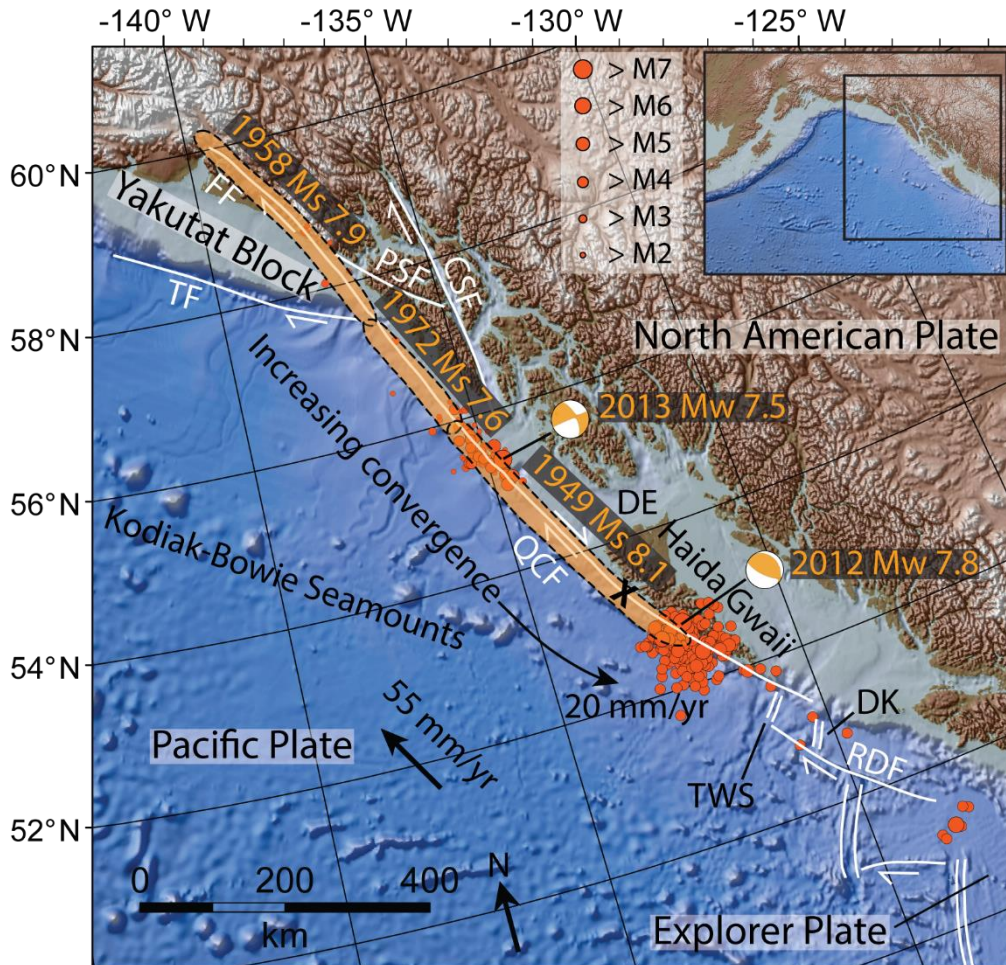 -140° W
-135° W
-130° W
-125° W
> M7
> M6
> M5
> M4
> M3
> M2
60° N
58° N
56° N
54° N
52° N
1958 Ms 7.9
FF
Yakutat Block
TF
PSF
CSF
1972 Ms 7.6
North American Plate
2013 Mw 7.5
Increasing convergence
1949 Ms 8.1
DE
Haida Gwaii
QCF
X
2012 Mw 7.8
Kodiak-Bowie Seamounts
20 mm/yr
55 mm/yr
Pacific Plate
DK
RDF
TWS
N
0 200 400
km
Explorer Plate